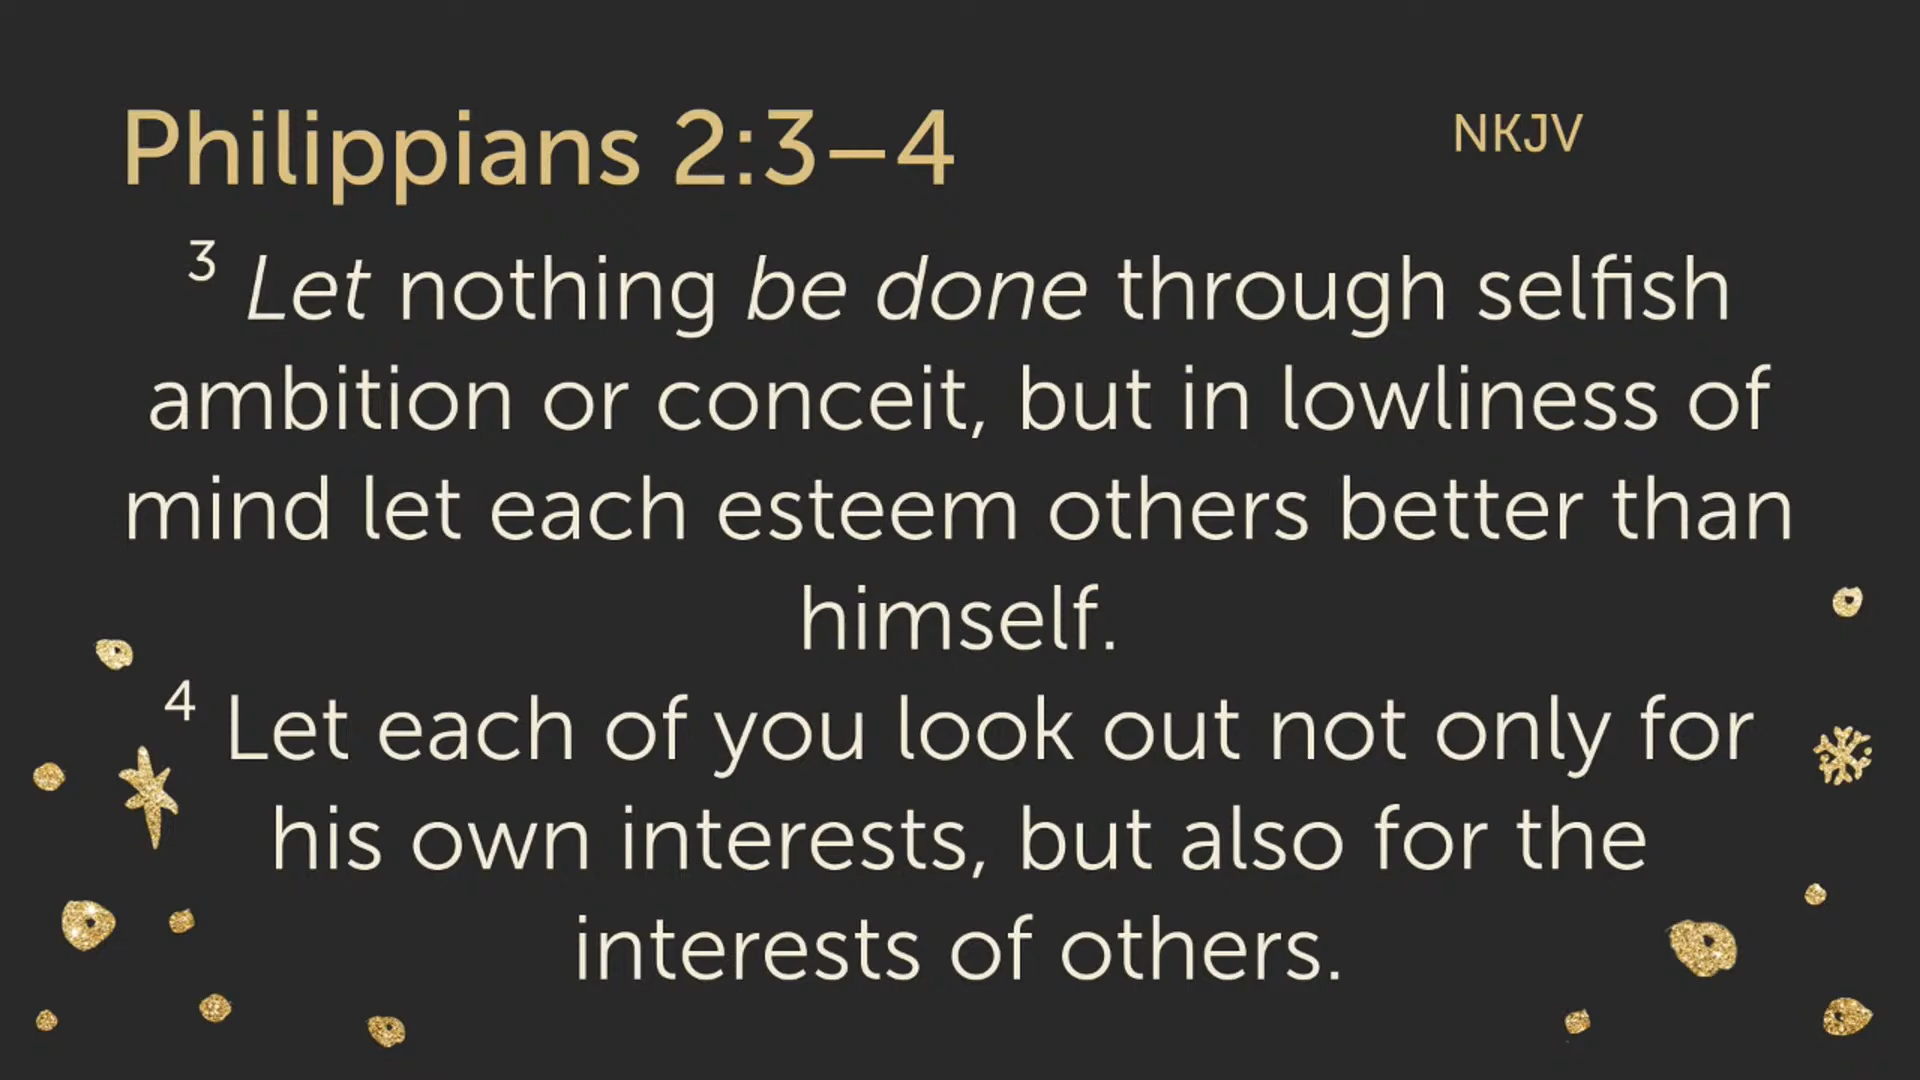 Philippians 2:3–4
NKJV
3 Let nothing be done through selfish
ambition or conceit, but in lowliness of
mind let each esteem others better than
himself.
4 Let each of you look out not only for
his own interests, but also for the
interests of others.